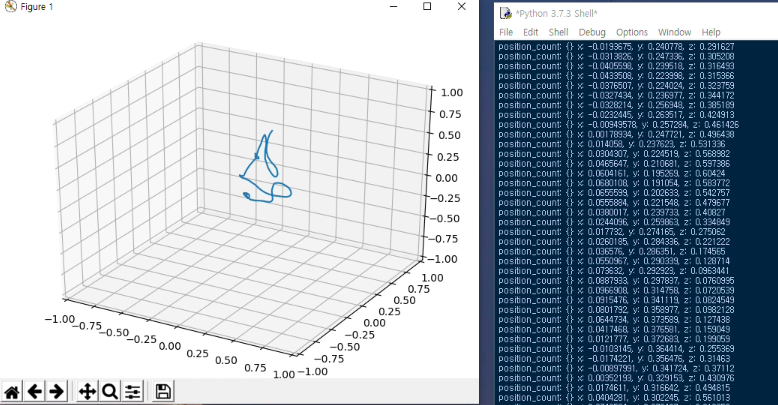 Figure 1
1.00
0.75
0.50
0.25
0.00
−0.25
−0.50
−0.75
−1.00
1.00
0.75
0.50
0.25
0.00
−0.25
−0.50
−0.75
−1.00
−1.00
−0.75
−0.50
−0.25
0.00
0.25
0.50
0.75
1.00
*Python 3.7.3 Shell*
File Edit Shell Debug Options Window Help
position_count: {} x: -0.0193675, y: 0.240778, z: 0.291627
position_count: {} x: -0.0313826, y: 0.247336, z: 0.305208
position_count: {} x: -0.0405598, y: 0.239518, z: 0.316493
position_count: {} x: -0.0433508, y: 0.223998, z: 0.315366
position_count: {} x: -0.0376507, y: 0.224024, z: 0.323759
position_count: {} x: -0.0327434, y: 0.236977, z: 0.344172
position_count: {} x: -0.0328214, y: 0.256948, z: 0.385189
position_count: {} x: -0.0232445, y: 0.263517, z: 0.424913
position_count: {} x: -0.00949578, y: 0.257284, z: 0.461426
position_count: {} x: 0.00178934, y: 0.247721, z: 0.496438
position_count: {} x: 0.014058, y: 0.237623, z: 0.531336
position_count: {} x: 0.0304307, y: 0.224519, z: 0.568982
position_count: {} x: 0.0465647, y: 0.210681, z: 0.597386
position_count: {} x: 0.0604161, y: 0.195269, z: 0.60424
position_count: {} x: 0.0680108, y: 0.191054, z: 0.583772
position_count: {} x: 0.0655599, y: 0.202633, z: 0.542757
position_count: {} x: 0.0555884, y: 0.221548, z: 0.479677
position_count: {} x: 0.0380017, y: 0.239733, z: 0.40827
position_count: {} x: 0.0244096, y: 0.259863, z: 0.334849
position_count: {} x: 0.017732, y: 0.274165, z: 0.275062
position_count: {} x: 0.0260185, y: 0.284336, z: 0.221222
position_count: {} x: 0.036576, y: 0.286351, z: 0.174565
position_count: {} x: 0.0550967, y: 0.290339, z: 0.128714
position_count: {} x: 0.073632, y: 0.292923, z: 0.0963441
position_count: {} x: 0.0887933, y: 0.297897, z: 0.0760995
position_count: {} x: 0.0966908, y: 0.314758, z: 0.0720539
position_count: {} x: 0.0915476, y: 0.341119, z: 0.0824549
position_count: {} x: 0.0801792, y: 0.358977, z: 0.0982128
position_count: {} x: 0.0644734, y: 0.373589, z: 0.127438
position_count: {} x: 0.0417468, y: 0.376581, z: 0.159049
position_count: {} x: 0.0121777, y: 0.372683, z: 0.199059
position_count: {} x: -0.0103145, y: 0.364414, z: 0.255369
position_count: {} x: -0.0174221, y: 0.356476, z: 0.31463
position_count: {} x: -0.00897991, y: 0.341724, z: 0.37112
position_count: {} x: 0.00352193, y: 0.329153, z: 0.430976
position_count: {} x: 0.0174611, y: 0.316642, z: 0.494815
position_count: {} x: 0.0404281, y: 0.302245, z: 0.561013